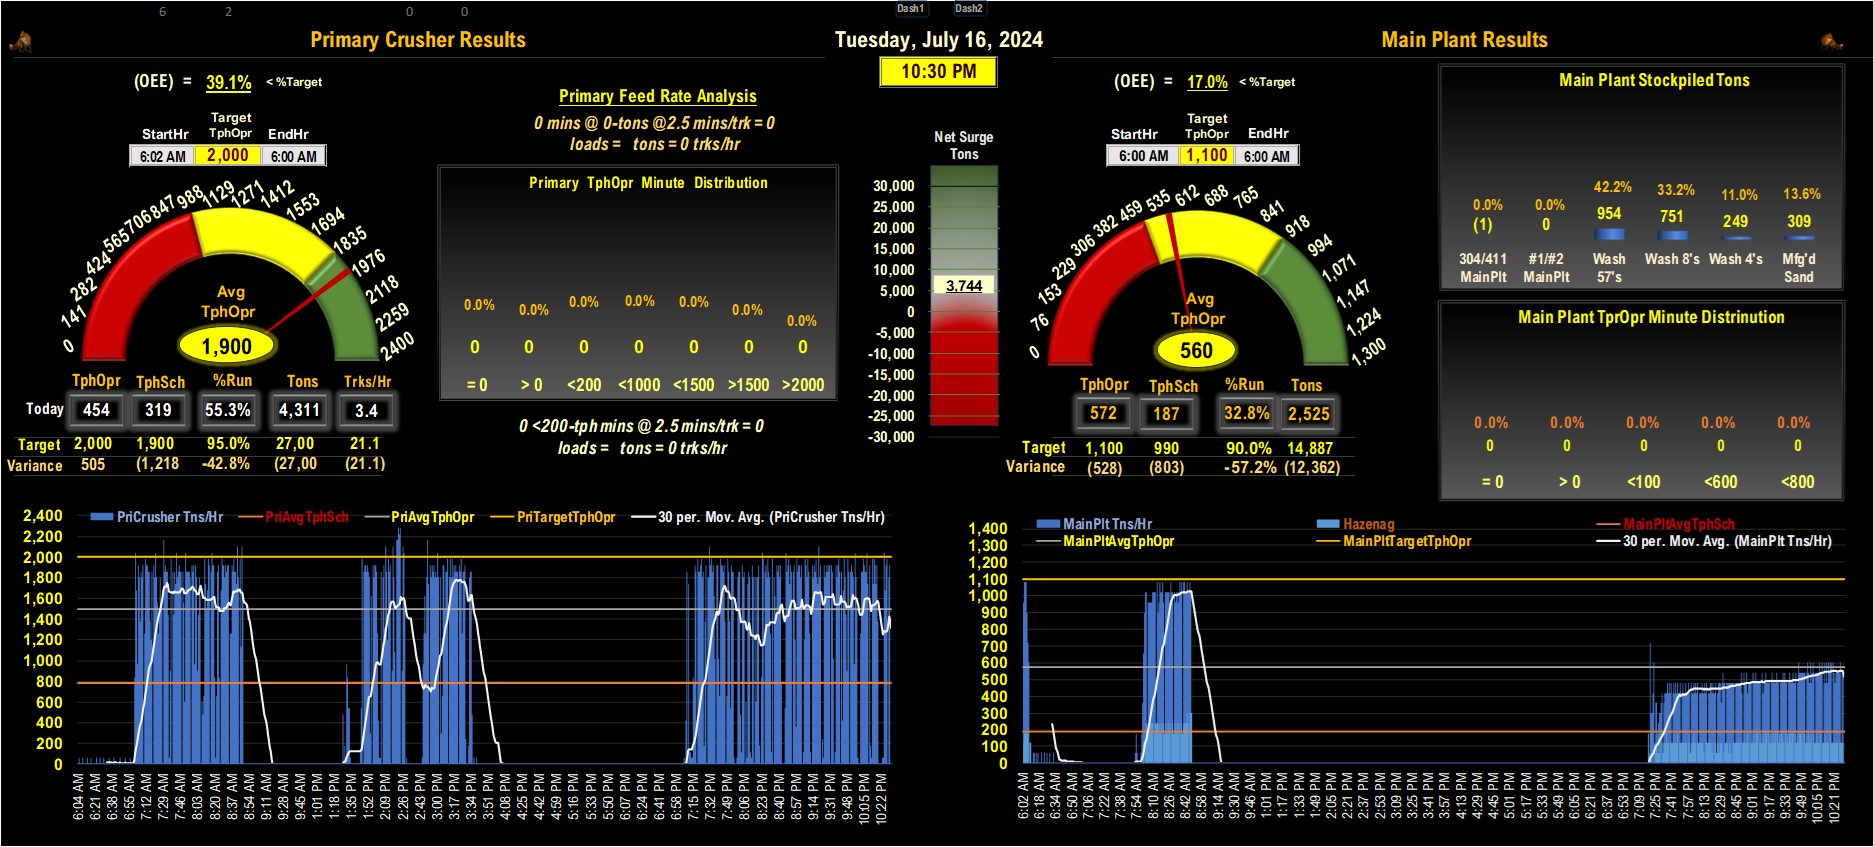 6 2 0 0 Dash1 Dash2
Primary Crusher Results
Tuesday, July 16, 2024
Main Plant Results
10:30 PM
(OEE) = 39.1% < %Target
Target
StartHr TphOpr EndHr
6:02 AM 2,000 6:00 AM
0 141 282 424 565 706 847 988 1129 1271 1412 1553 1694 1835 1976 2118 2259 2400
Avg
TphOpr
1,900
TphOpr TphSch %Run Tons Trks/Hr
Today 454 319 55.3% 4,311 3.4
Target 2,000 1,900 95.0% 27,00 21.1
Variance 505 (1,218 -42.8% (27,00 (21.1)
Primary Feed Rate Analysis
0 mins @ 0-tons @2.5 mins/trk = 0
loads = tons = 0 trks/hr
Primary TphOpr Minute Distribution
0.0% 0.0% 0.0% 0.0% 0.0% 0.0% 0.0%
0 0 0 0 0 0 0
= 0 > 0 <200 <1000 <1500 >1500 >2000
0 <200-tph mins @ 2.5 mins/trk = 0
loads = tons = 0 trks/hr
Net Surge
Tons
30,000
25,000
20,000
15,000
10,000
3,744
5,000
0
-5,000
-10,000
-15,000
-20,000
-25,000
-30,000
(OEE) = 17.0% < %Target
Target
StartHr TphOpr EndHr
6:00 AM 1,100 6:00 AM
0 76 153 229 306 382 459 535 612 688 765 841 918 994 1,071 1,147 1,224 1,300
Avg
TphOpr
560
TphOpr TphSch %Run Tons
572 187 32.8% 2,525
Target 1,100 990 90.0% 14,887
Variance (528) (803) -57.2% (12,362)
Main Plant Stockpiled Tons
0.0% 0.0% 42.2% 33.2% 11.0% 13.6%
(1) 0 954 751 249 309
304/411 #1/#2 Wash Wash 8's Wash 4's Mfg'd
MainPlt MainPlt 57's Sand
Main Plant TprOpr Minute Distrinution
0.0% 0.0% 0.0% 0.0% 0.0%
0 0 0 0 0
= 0 > 0 <100 <600 <800
PriCrusher Tns/Hr PriAvgTphSch PriAvgTphOpr PriTargetTphOpr 30 per. Mov. Avg. (PriCrusher Tns/Hr)
2,400
2,200
2,000
1,800
1,600
1,400
1,200
1,000
800
600
400
200
0
6:04 AM 6:21 AM 6:38 AM 6:55 AM 7:12 AM 7:29 AM 7:46 AM 8:03 AM 8:20 AM 8:37 AM 8:54 AM 9:11 AM 9:28 AM 9:45 AM 1:01 PM 1:18 PM 1:35 PM 1:52 PM 2:09 PM 2:26 PM 2:43 PM 3:00 PM 3:17 PM 3:34 PM 3:51 PM 4:08 PM 4:25 PM 4:42 PM 4:59 PM 5:16 PM 5:33 PM 5:50 PM 6:07 PM 6:24 PM 6:41 PM 6:58 PM 7:15 PM 7:32 PM 7:49 PM 8:06 PM 8:23 PM 8:40 PM 8:57 PM 9:14 PM 9:31 PM 9:48 PM 10:05 PM 10:22 PM
MainPlt Tns/Hr Hazenag MainPltAvgTphSch
MainPltAvgTphOpr MainPltTargetTphOpr 30 per. Mov. Avg. (MainPlt Tns/Hr)
1,400
1,300
1,200
1,100
1,000
900
800
700
600
500
400
300
200
100
0
6:02 AM 6:18 AM 6:34 AM 6:50 AM 7:06 AM 7:22 AM 7:38 AM 7:54 AM 8:10 AM 8:26 AM 8:42 AM 8:58 AM 9:14 AM 9:30 AM 9:46 AM 1:01 PM 1:17 PM 1:33 PM 1:49 PM 2:05 PM 2:21 PM 2:37 PM 2:53 PM 3:09 PM 3:25 PM 3:41 PM 3:57 PM 4:13 PM 4:29 PM 4:45 PM 5:01 PM 5:17 PM 5:33 PM 5:49 PM 6:05 PM 6:21 PM 6:37 PM 6:53 PM 7:09 PM 7:25 PM 7:41 PM 7:57 PM 8:13 PM 8:29 PM 8:45 PM 9:01 PM 9:17 PM 9:33 PM 9:49 PM 10:05 PM 10:21 PM